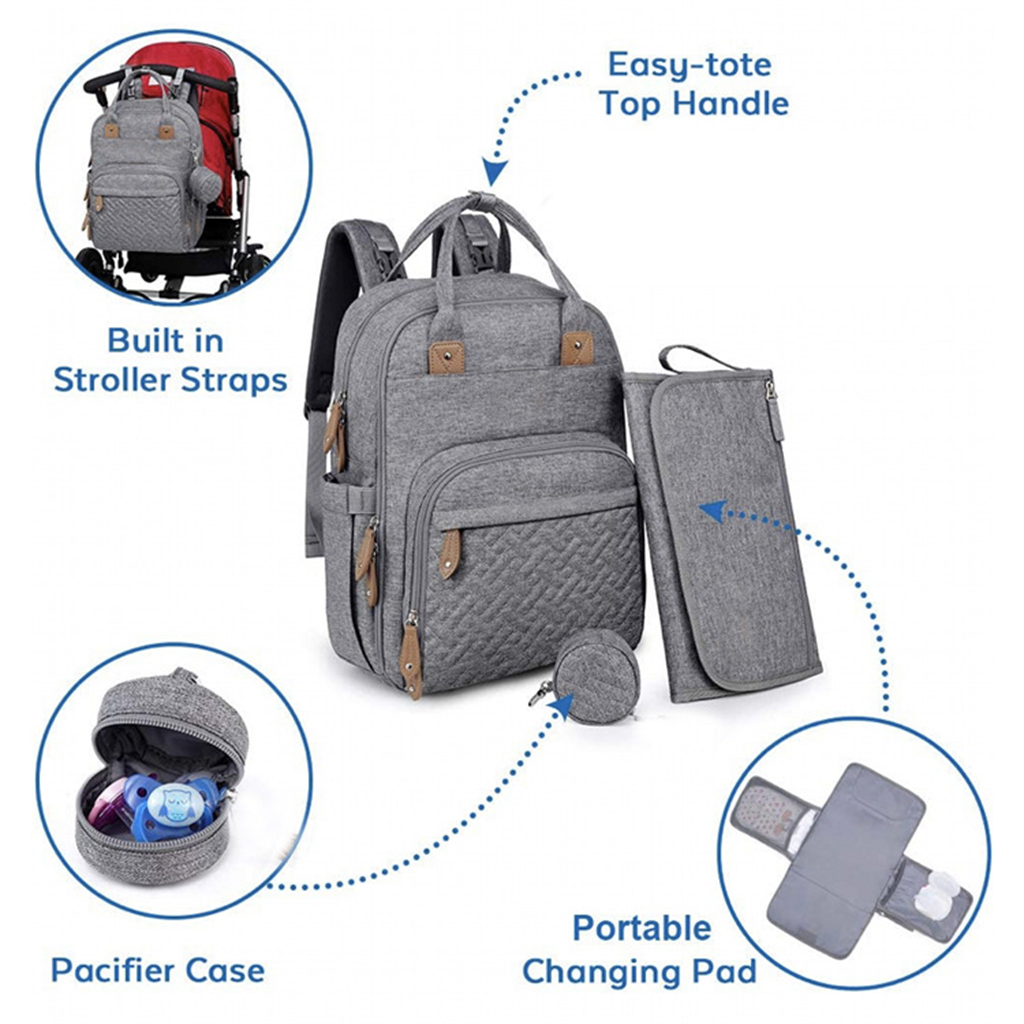 Easy-tote
Top Handle
Built in
Stroller Straps
Pacifier Case
Portable
Changing Pad